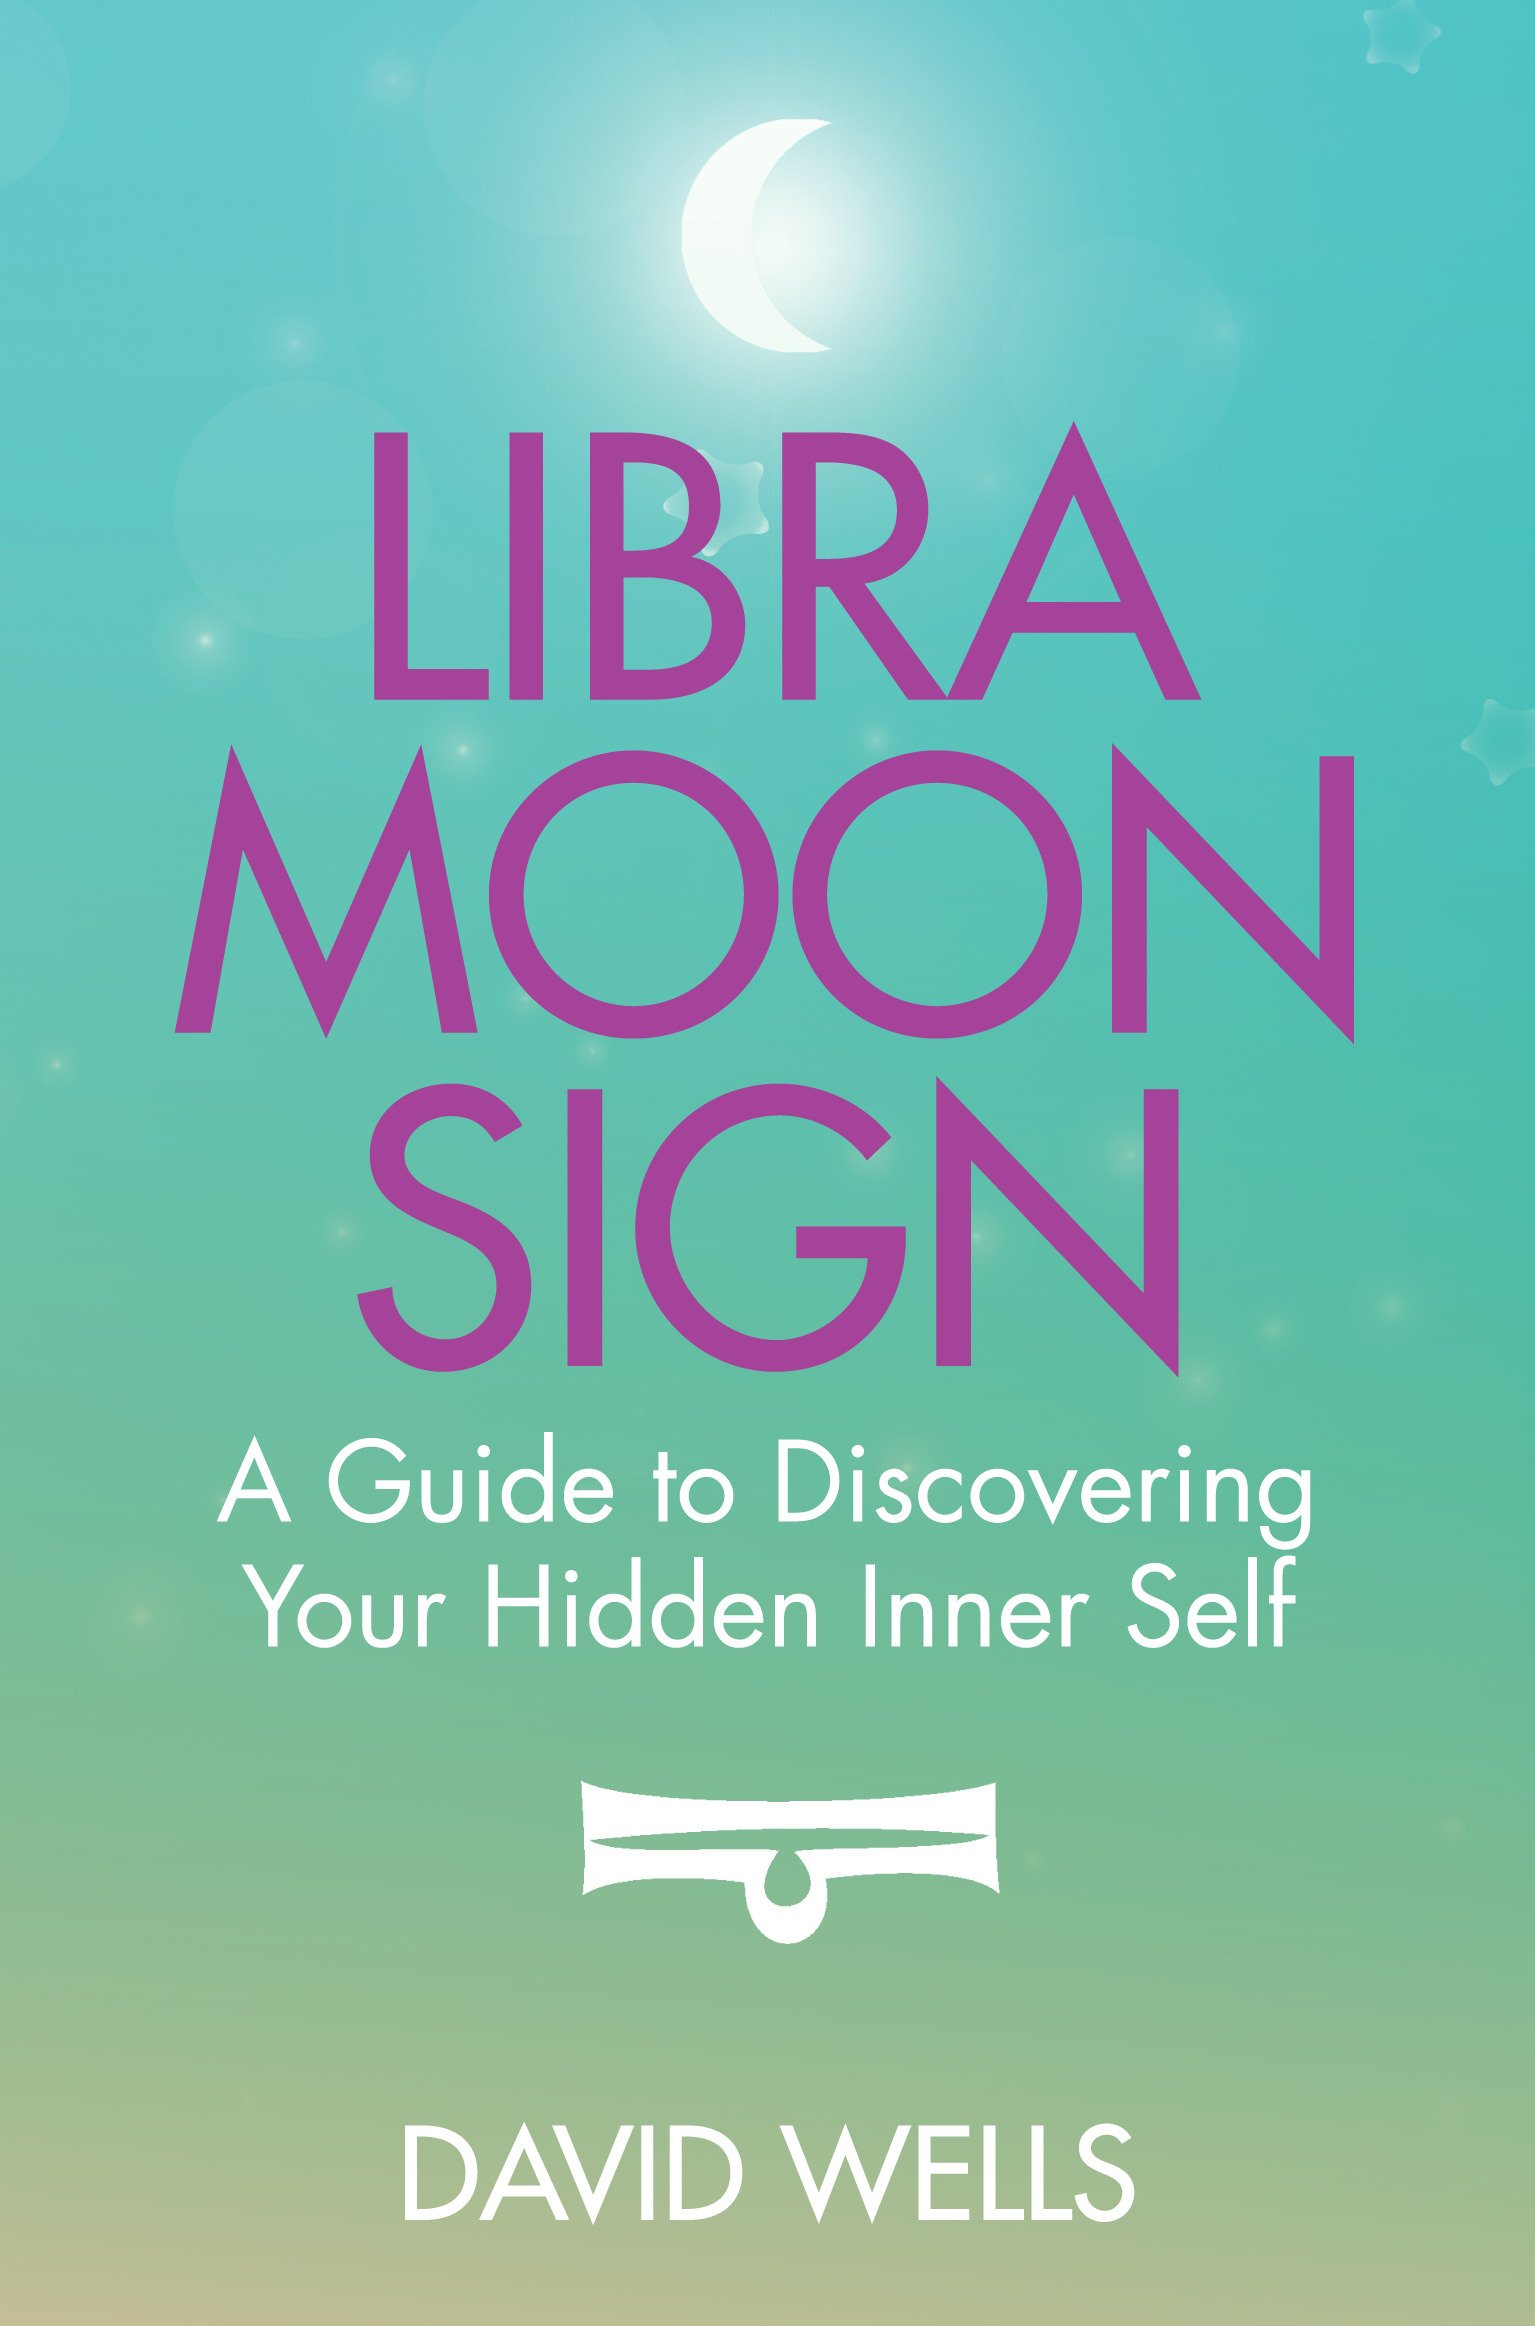 LIBRA
MOON
SIGN
A Guide to Discovering
Your Hidden Inner Self
DAVID WELLS